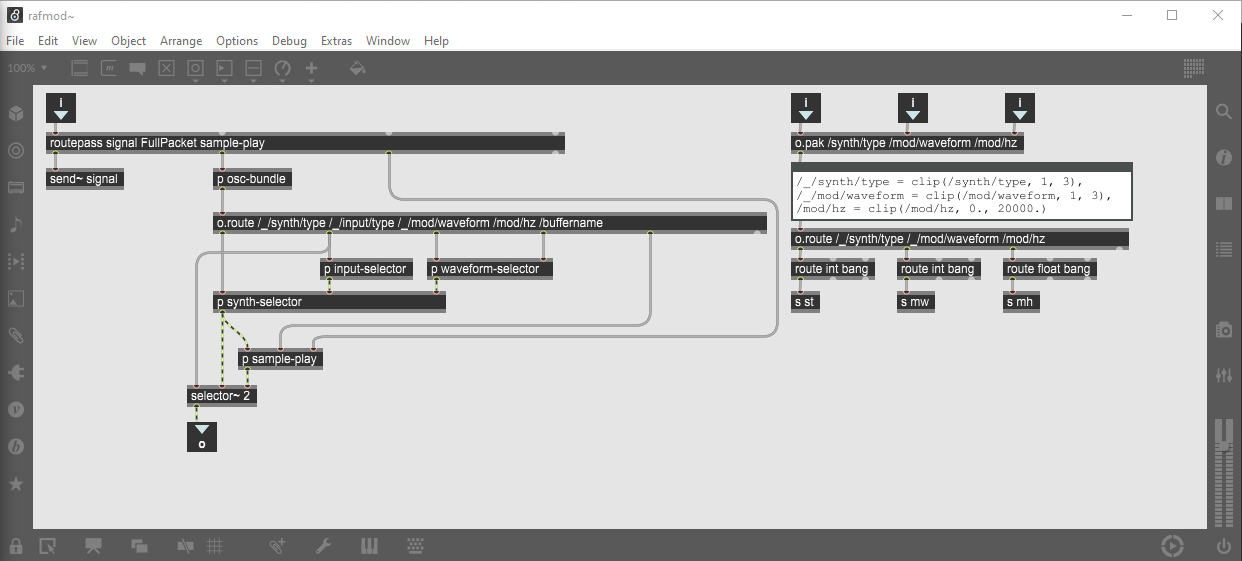 rafmod~
File Edit View Object Arrange Options Debug Extras Window Help
100%
i
routepass signal FullPacket sample-play
send~ signal
p osc-bundle
o.route /_/synth/type /_/input/type /_/mod/waveform /mod/hz /buffername
p input-selector
p waveform-selector
p synth-selector
p sample-play
selector~ 2
o
i i i
o.pak /synth/type /mod/waveform /mod/hz
/_/synth/type = clip(/synth/type, 1, 3),
/_/mod/waveform = clip(/mod/waveform, 1, 3),
/mod/hz = clip(/mod/hz, 0., 20000.)
o.route /_/synth/type /_/mod/waveform /mod/hz
route int bang
route int bang
route float bang
s st
s mw
s mh